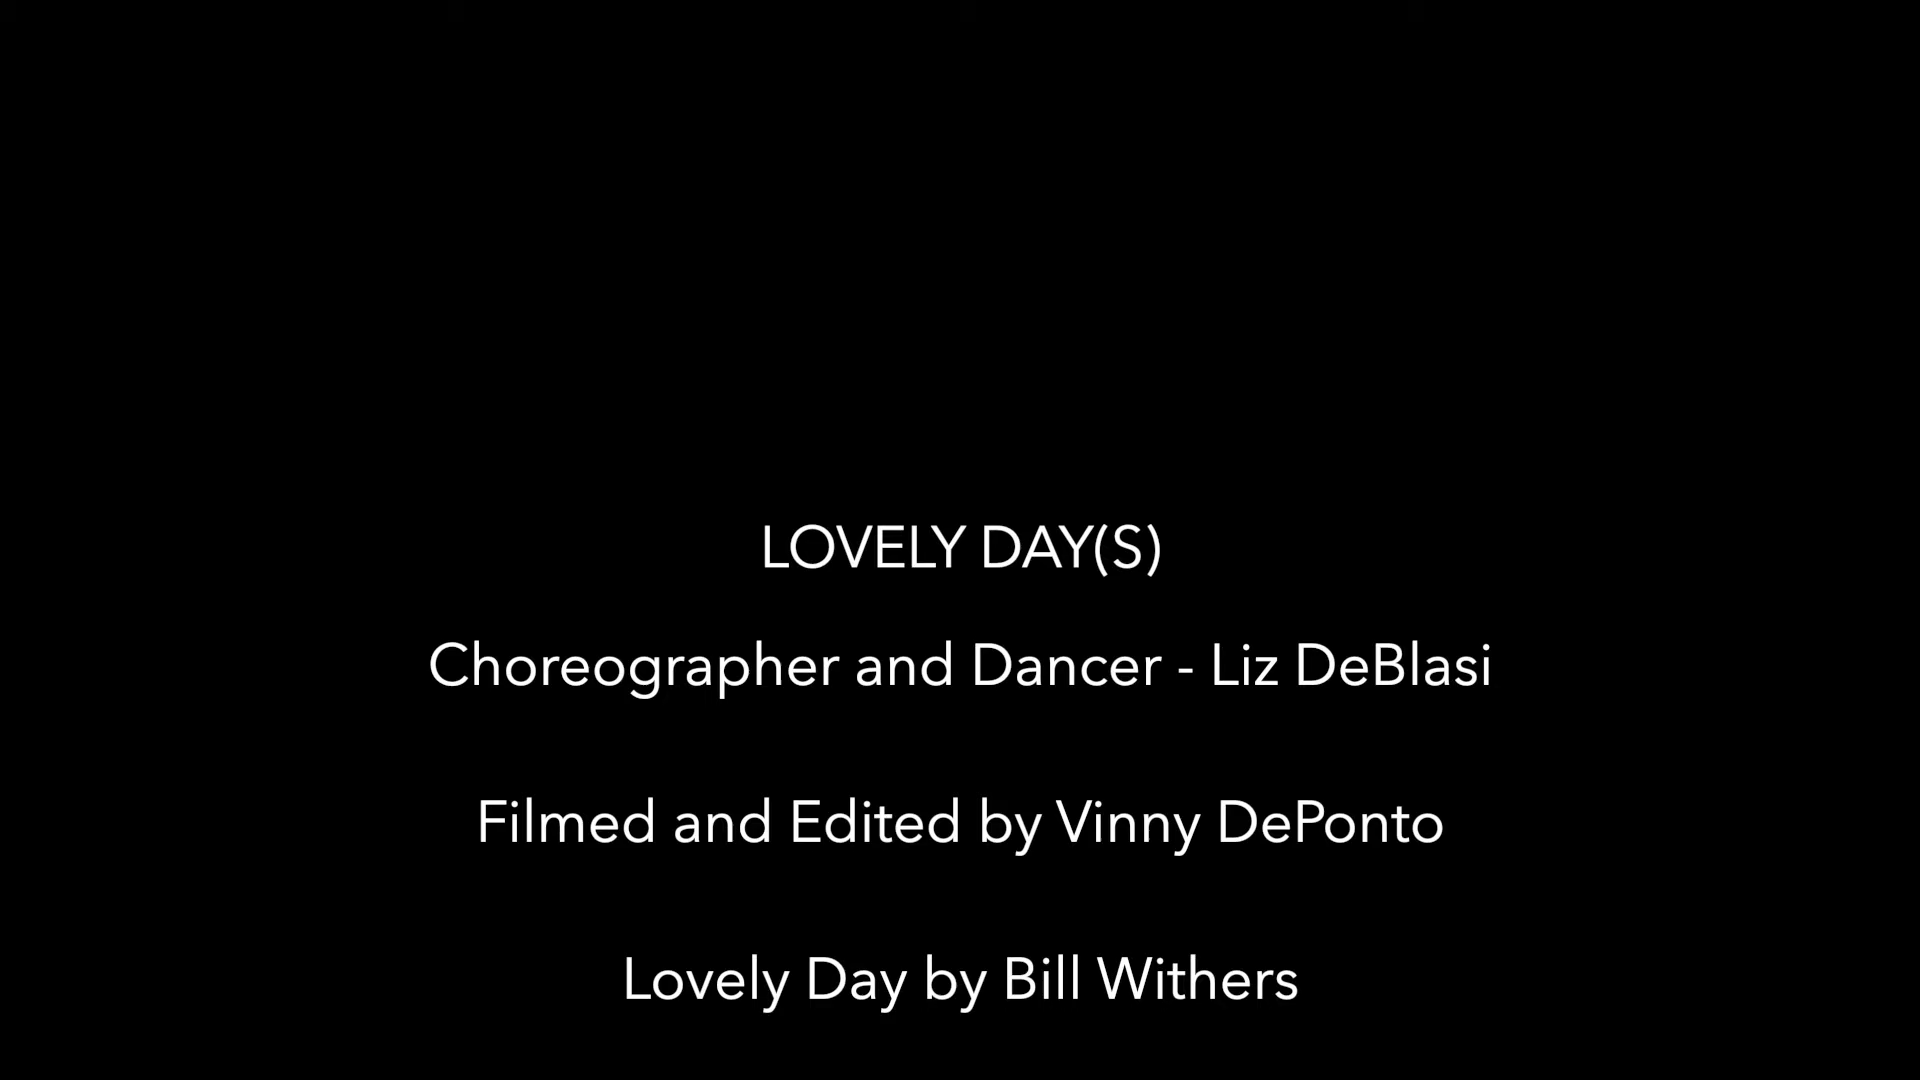 LOVELY DAY(S)
Choreographer and Dancer - Liz DeBlasi
Filmed and Edited by Vinny DePonto
Lovely Day by Bill Withers